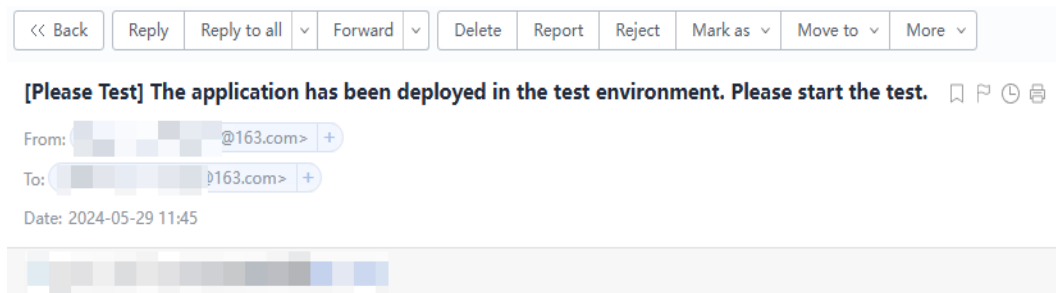 << Back Reply Reply to all Forward Delete Report Reject Mark as Move to More
[Please Test] The application has been deployed in the test environment. Please start the test.
From: @163.com> +
To: @163.com> +
Date: 2024-05-29 11:45